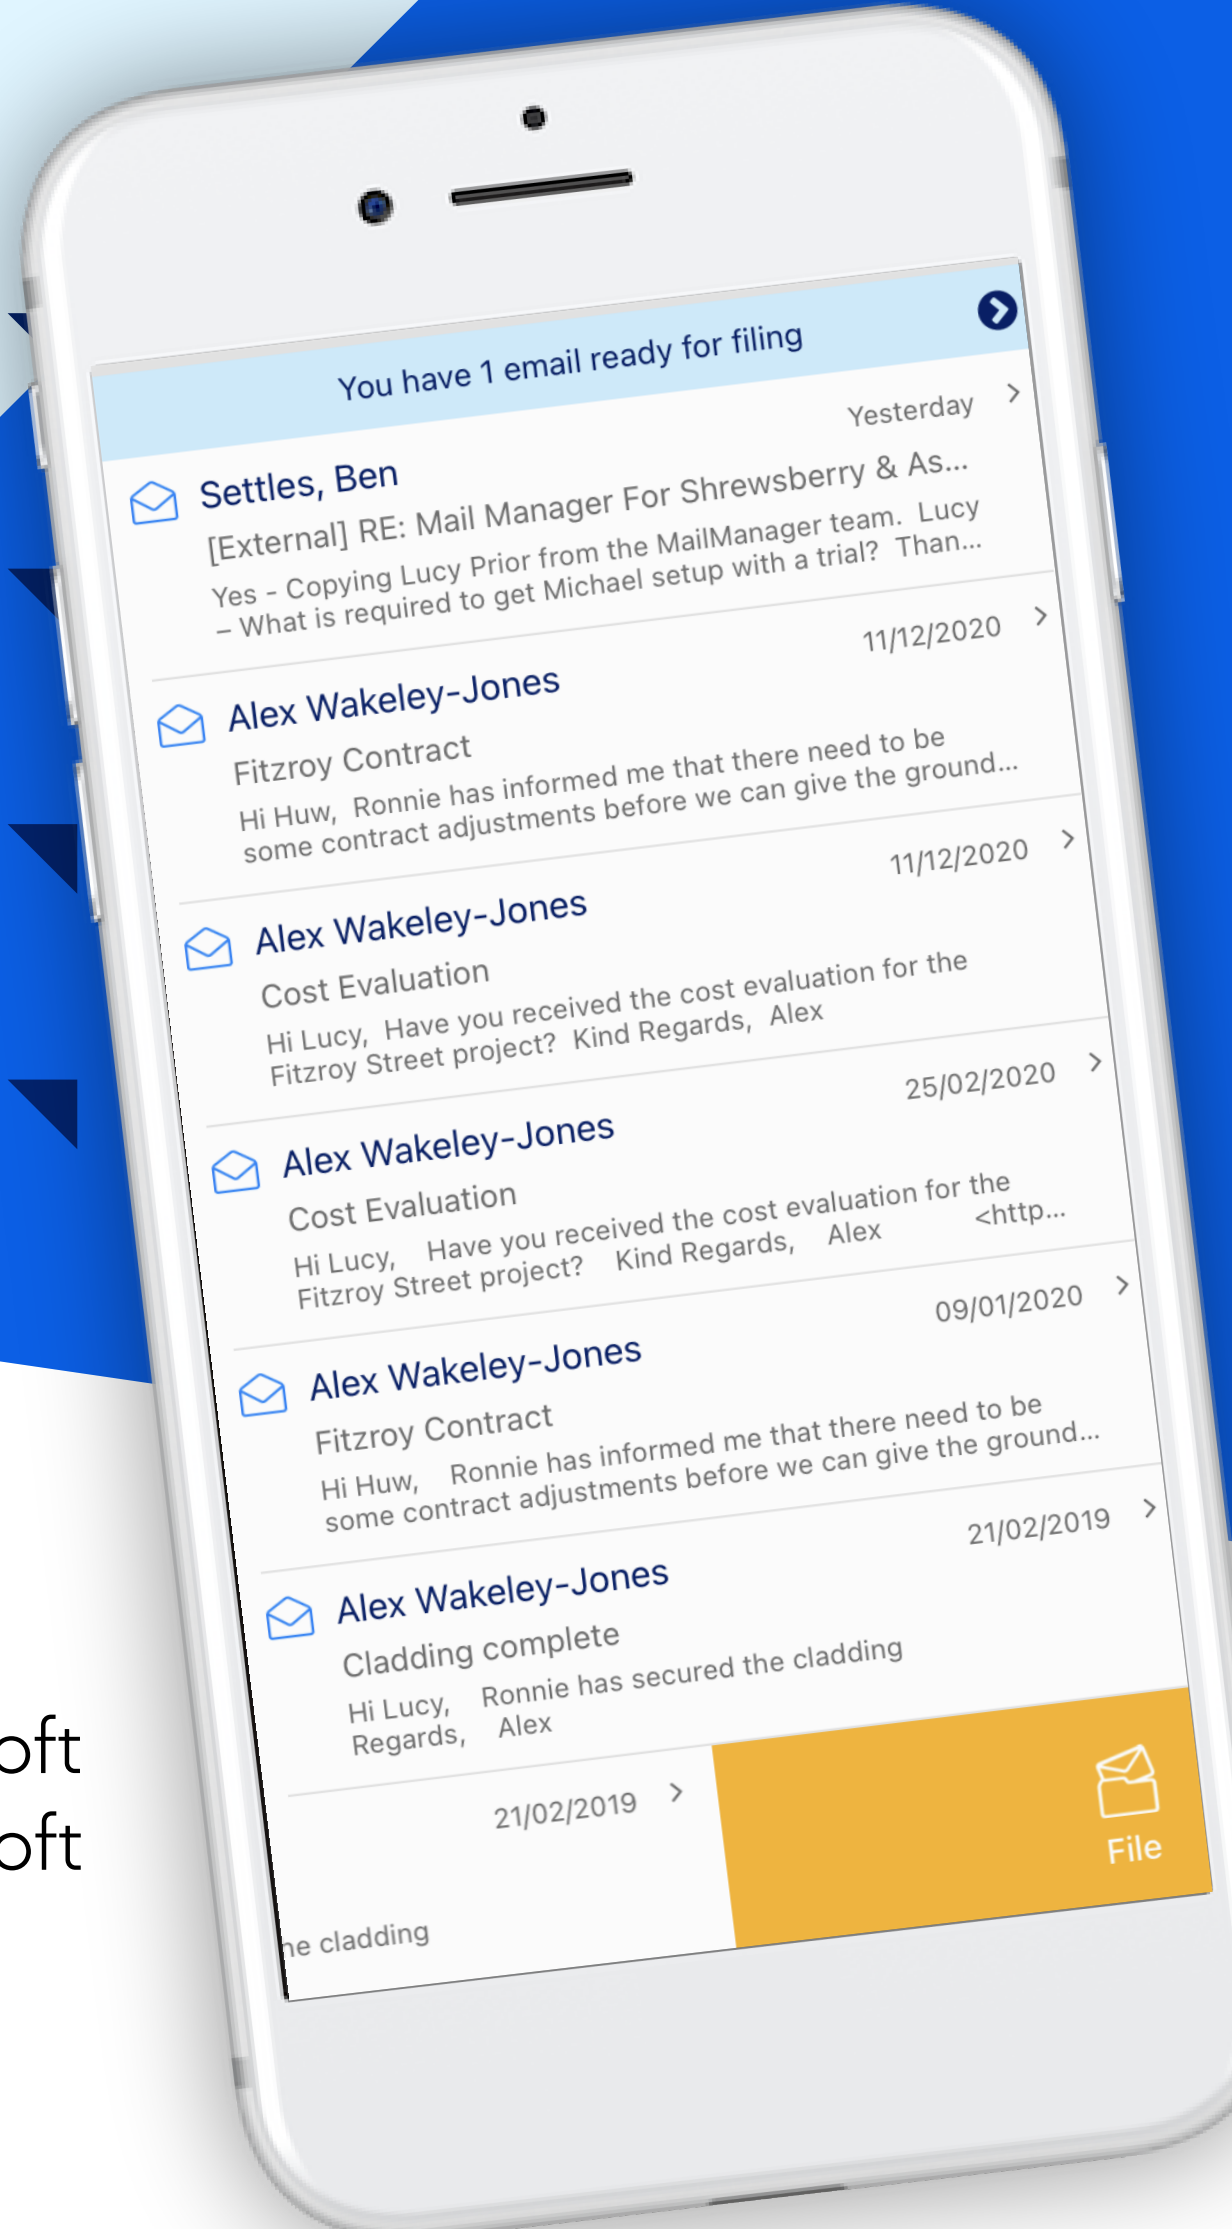 You have 1 email ready for filing
Yesterday
Settles, Ben
[External] RE: Mail Manager For Shrewsberry & As...
Yes - Copying Lucy Prior from the MailManager team. Lucy
– What is required to get Michael setup with a trial? Than...
11/12/2020
Alex Wakeley-Jones
Fitzroy Contract
Hi Huw, Ronnie has informed me that there need to be
some contract adjustments before we can give the ground...
11/12/2020
Alex Wakeley-Jones
Cost Evaluation
Hi Lucy, Have you received the cost evaluation for the
Fitzroy Street project? Kind Regards, Alex
25/02/2020
Alex Wakeley-Jones
Cost Evaluation
Hi Lucy, Have you received the cost evaluation for the
Fitzroy Street project? Kind Regards, Alex <http...
09/01/2020
Alex Wakeley-Jones
Fitzroy Contract
Hi Huw, Ronnie has informed me that there need to be
some contract adjustments before we can give the ground...
21/02/2019
Alex Wakeley-Jones
Cladding complete
Hi Lucy, Ronnie has secured the cladding
Regards, Alex
21/02/2019
File
he cladding
oft
oft